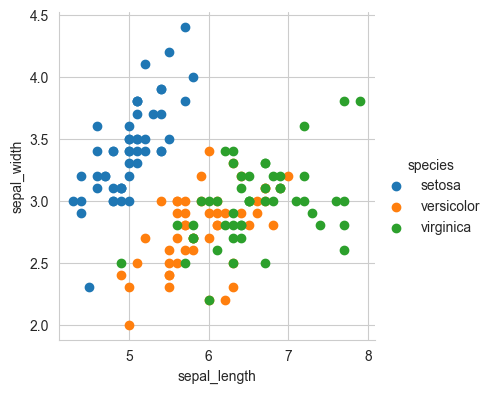 4.5
4.0
3.5
3.0
2.5
2.0
sepal_width
5
6
7
8
sepal_length
species
setosa
versicolor
virginica